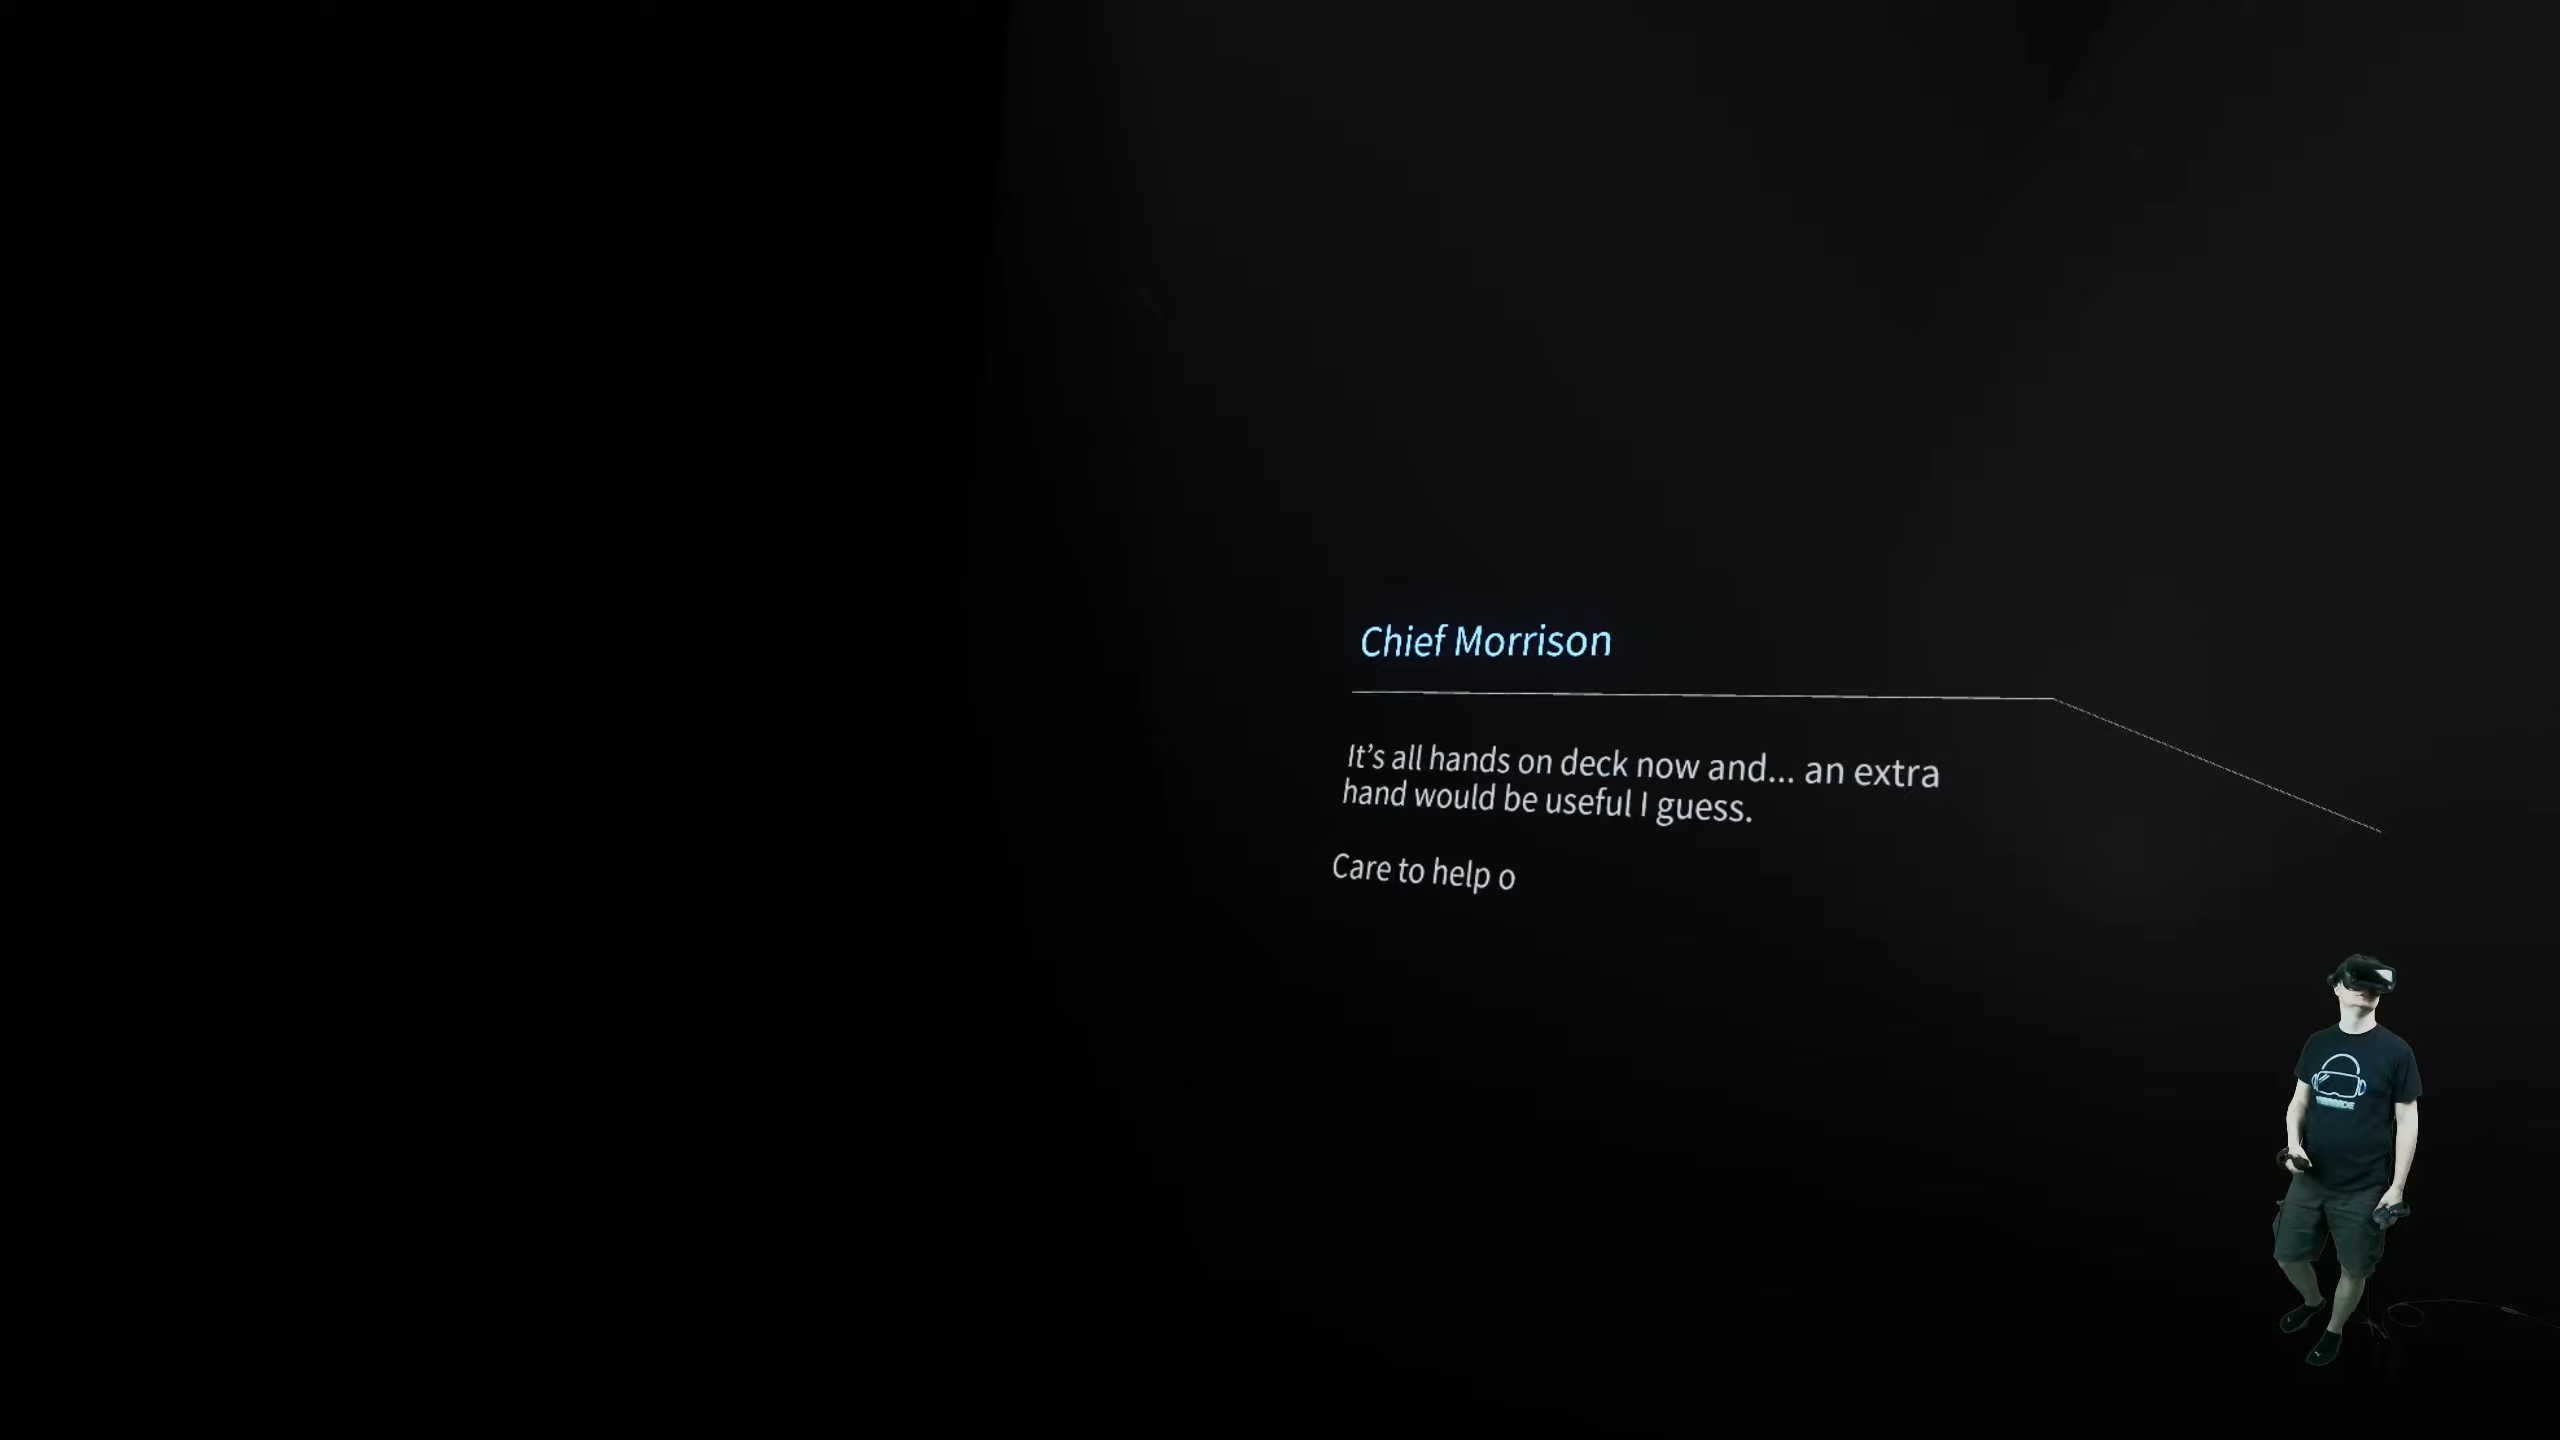 Chief Morrison
It’s all hands on deck now and... an extra
hand would be useful I guess.
Care to help o